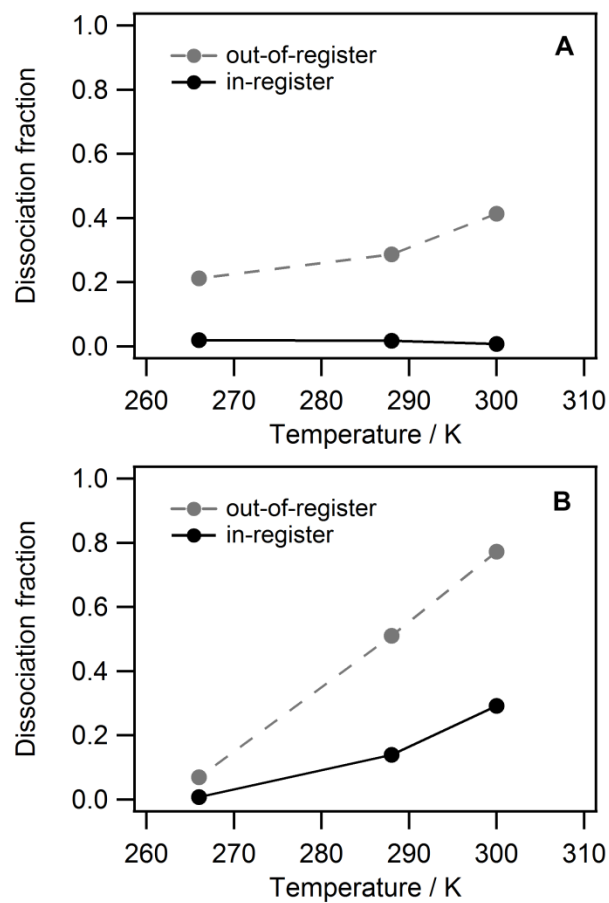 1.0
A
out-of-register
in-register
0.8
0.6
0.4
0.2
0.0
Dissociation fraction
260 270 280 290 300 310
Temperature / K
1.0
B
out-of-register
in-register
0.8
0.6
0.4
0.2
0.0
Dissociation fraction
260 270 280 290 300 310
Temperature / K